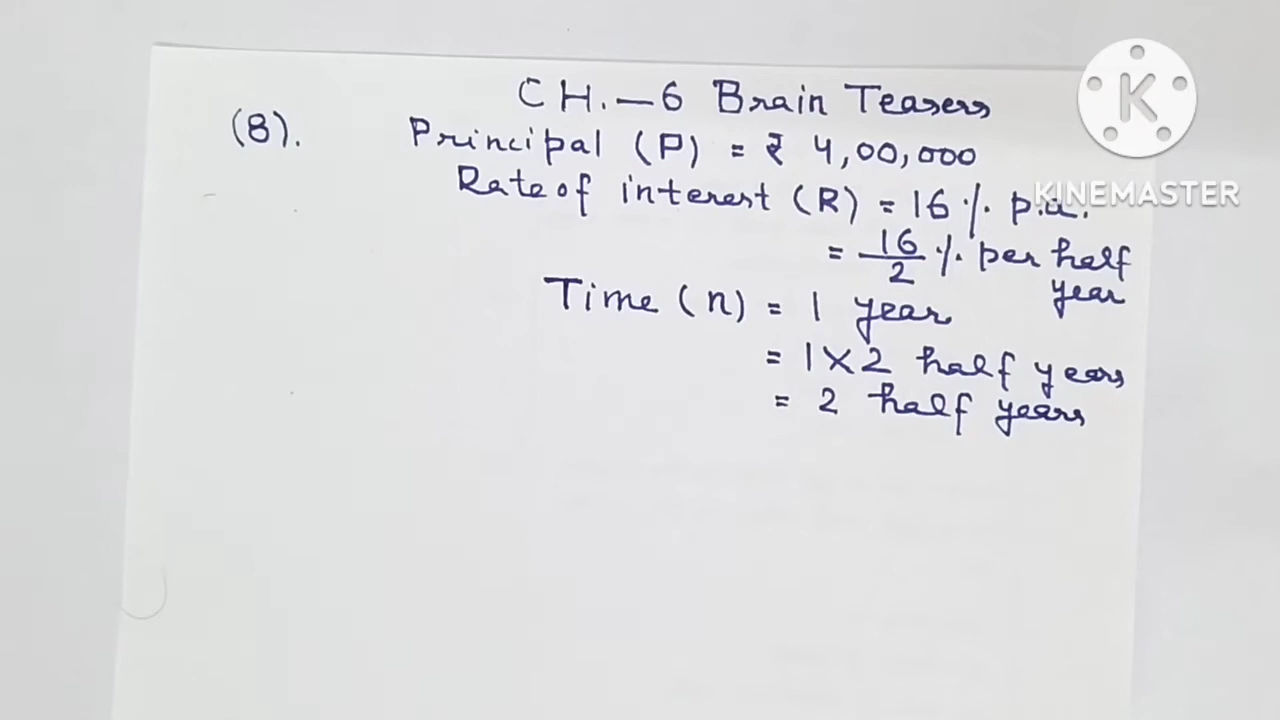 CH.—6 Brain Teasers
(8). Principal (P) = ₹ 4,00,000
Rate of interest (R) = 16 % p.a.
= 16/2 % per half year
Time (n) = 1 year
= 1 × 2 half years
= 2 half years
K
KINEMASTER